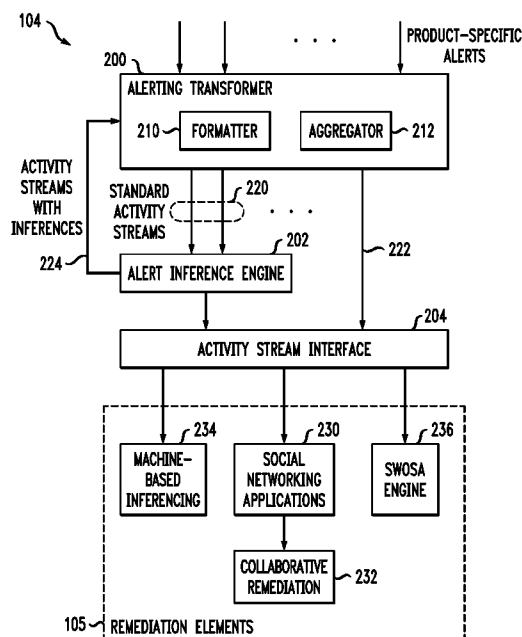 104
PRODUCT-SPECIFIC
ALERTS
200
ALERTING TRANSFORMER
210
FORMATTER
AGGREGATOR
212
ACTIVITY
STREAMS
WITH
INFERENCES
224
STANDARD
ACTIVITY
STREAMS
220
202
ALERT INFERENCE ENGINE
222
204
ACTIVITY STREAM INTERFACE
234
MACHINE-
BASED
INFERENCING
230
SOCIAL
NETWORKING
APPLICATIONS
236
SWOSA
ENGINE
COLLABORATIVE
REMEDIATION
232
105
REMEDIATION ELEMENTS